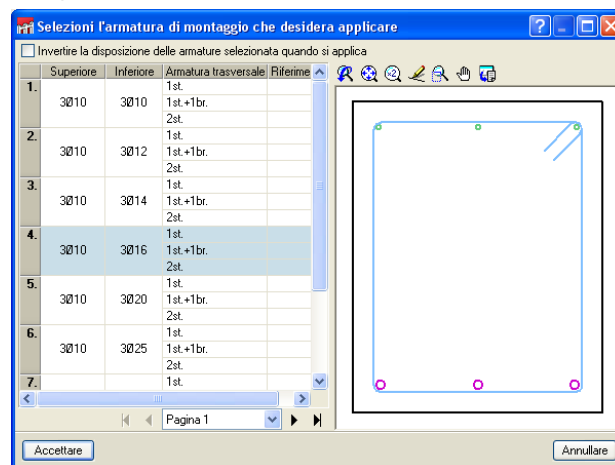 Selezioni l'armatura di montaggio che desidera applicare
Invertire la disposizione delle armature selezionata quando si applica
Superiore Inferiore Armatura trasversale Riferime
1. 3Ø10 3Ø10 1st.
1st.+1br.
2st.
2. 3Ø10 3Ø12 1st.
1st.+1br.
2st.
3. 3Ø10 3Ø14 1st.
1st.+1br.
2st.
4. 3Ø10 3Ø16 1st.
1st.+1br.
2st.
5. 3Ø10 3Ø20 1st.
1st.+1br.
2st.
6. 3Ø10 3Ø25 1st.
1st.+1br.
2st.
7. 1st.
Pagina 1
Accettare Annullare